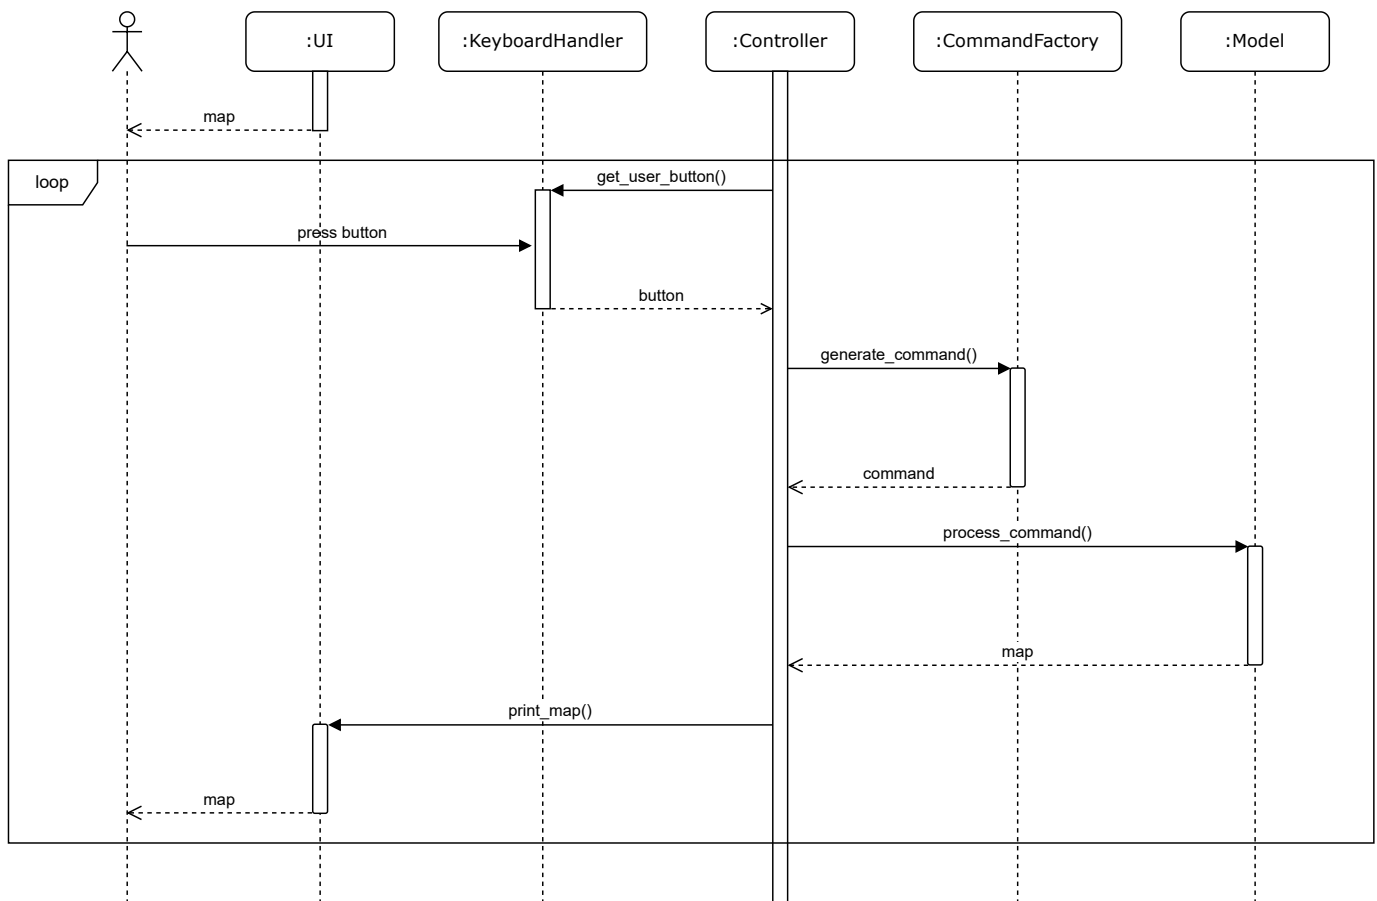 :UI
:KeyboardHandler
:Controller
:CommandFactory
:Model
map
loop
get_user_button()
press button
button
generate_command()
command
process_command()
map
print_map()
map